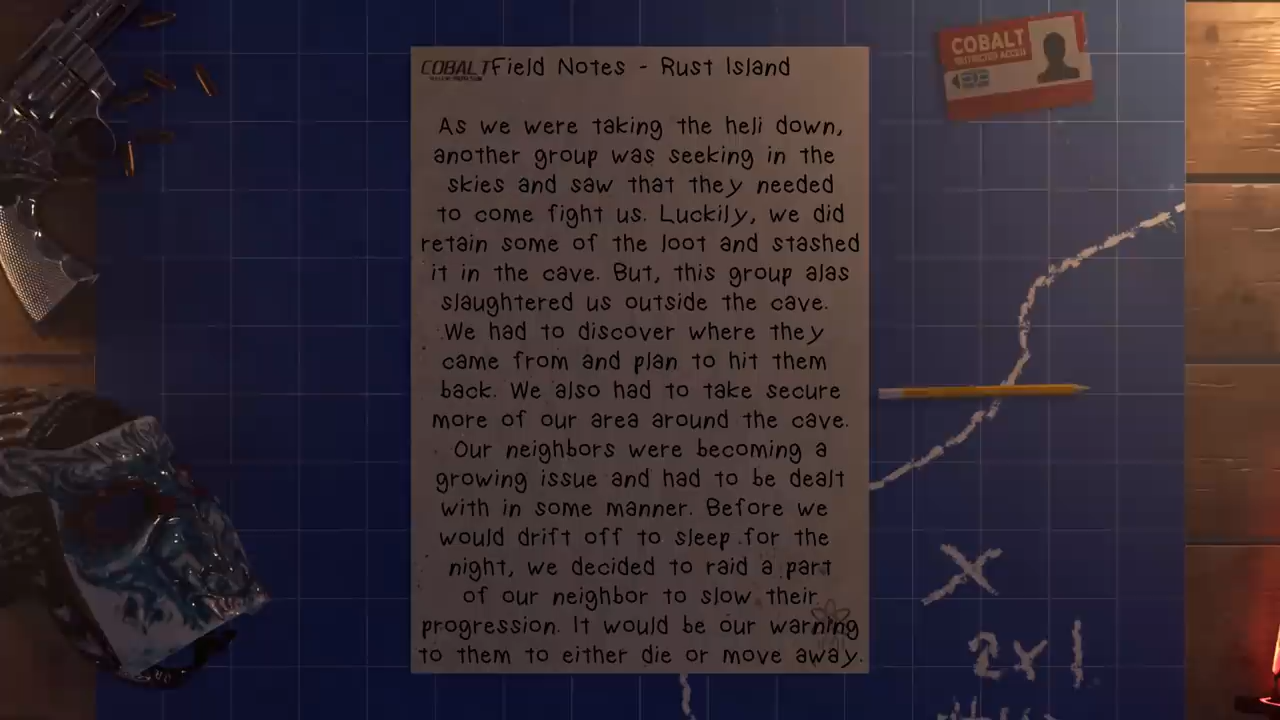 COBALT
Field Notes - Rust Island
As we were taking the heli down,
another group was seeking in the
skies and saw that they needed
to come fight us. Luckily, we did
retain some of the loot and stashed
it in the cave. But, this group alas
slaughtered us outside the cave.
We had to discover where they
came from and plan to hit them
back. We also had to take secure
more of our area around the cave.
Our neighbors were becoming a
growing issue and had to be dealt
with in some manner. Before we
would drift off to sleep for the
night, we decided to raid a part
of our neighbor to slow their
progression. It would be our warning
to them to either die or move away.
COBALT
RESTRICTED ACCESS
X
2x1